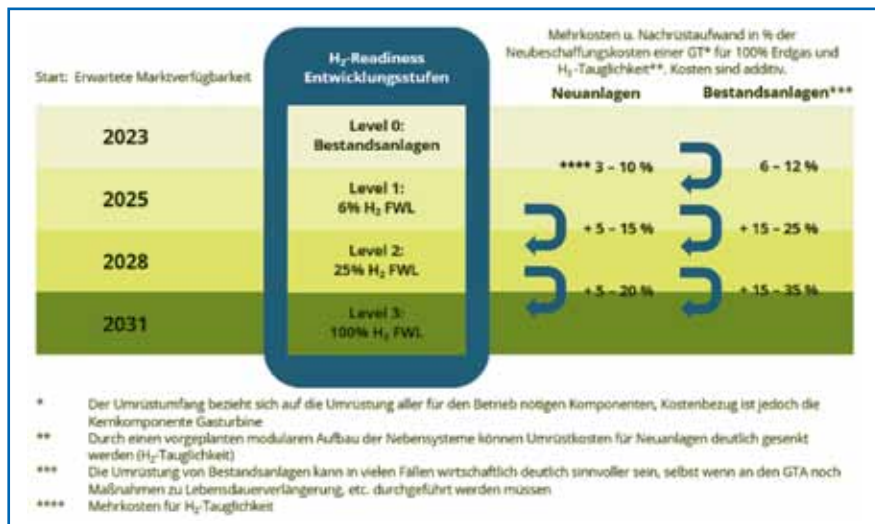 Mehrkosten u. Nachrüstaufwand in % der
Neubeschaffungskosten einer GT* für 100% Erdgas und
H₂-Tauglichkeit**. Kosten sind additiv.
Start: Erwartete Marktverfügbarkeit
H₂-Readiness
Entwicklungsstufen
Neuanlagen
Bestandsanlagen***
2023
Level 0:
Bestandsanlagen
**** 3 – 10 %
6 – 12 %
2025
Level 1:
6% H₂ FWL
+ 5 – 15 %
+ 15 – 25 %
2028
Level 2:
25% H₂ FWL
+ 5 – 20 %
+ 15 – 35 %
2031
Level 3:
100% H₂ FWL
* Der Umrüstumfang bezieht sich auf die Umrüstung aller für den Betrieb nötigen Komponenten, Kostenbezug ist jedoch die
Kernkomponente Gasturbine
** Durch einen vorgeplanten modularen Aufbau der Nebensysteme können Umrüstkosten für Neuanlagen deutlich gesenkt
werden (H₂-Tauglichkeit)
*** Die Umrüstung von Bestandsanlagen kann in vielen Fällen wirtschaftlich deutlich sinnvoller sein, selbst wenn an den GTA noch
Maßnahmen zu Lebensdauerverlängerung, etc. durchgeführt werden müssen
**** Mehrkosten für H₂-Tauglichkeit